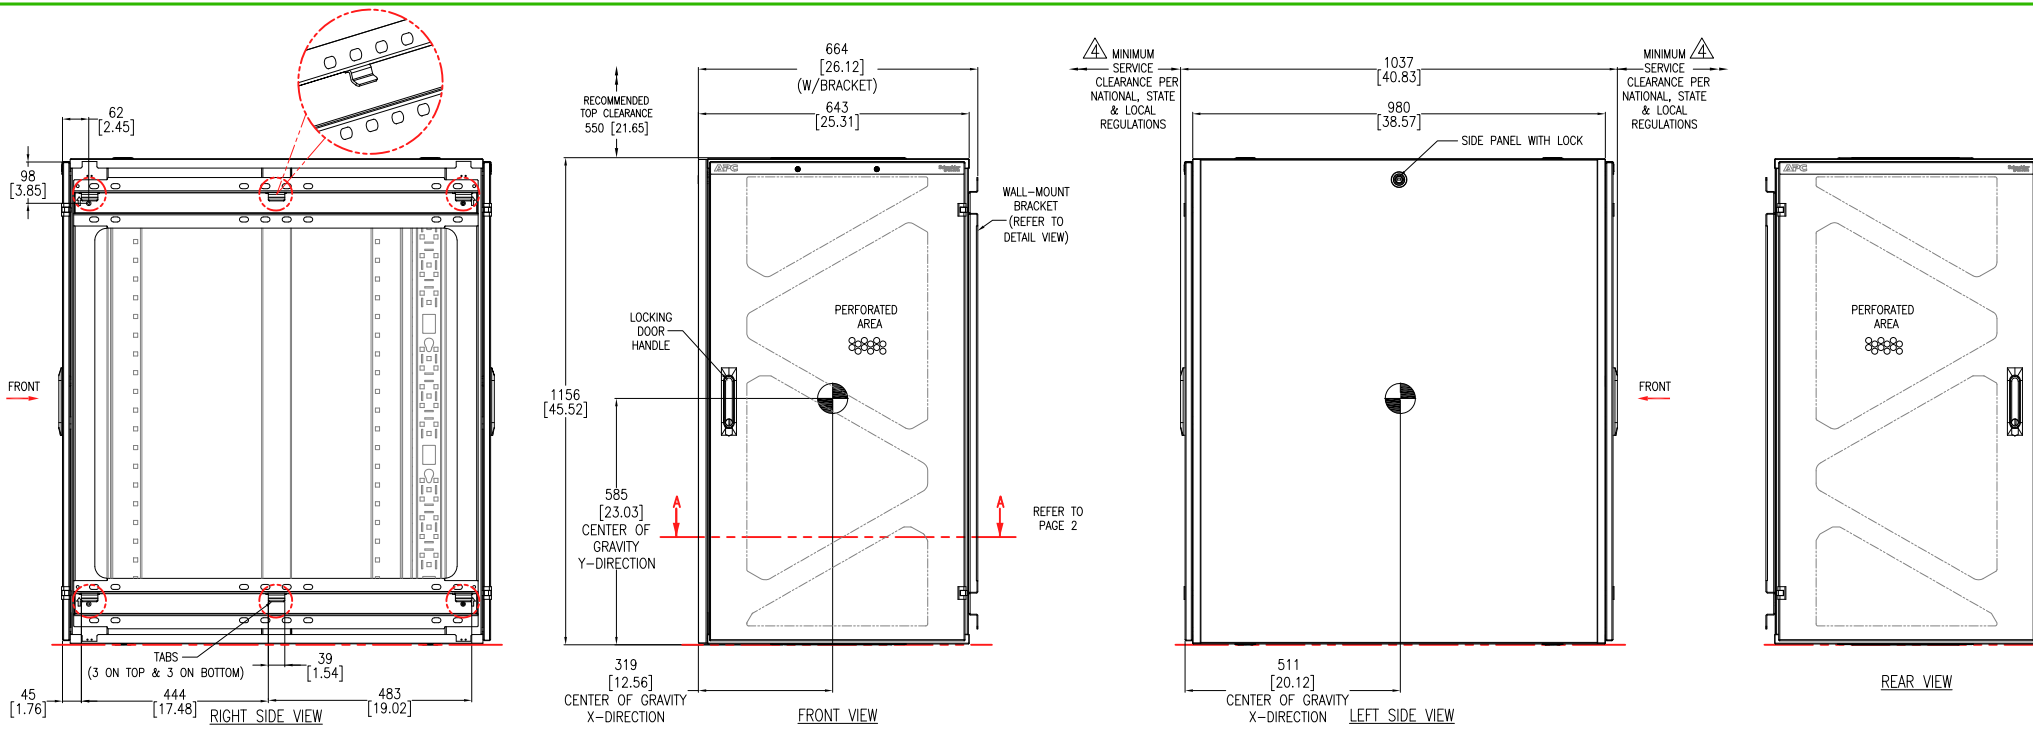 62
[2.45]
98
[3.85]
FRONT
TABS
(3 ON TOP & 3 ON BOTTOM)
39
[1.54]
45
[1.76]
444
[17.48]
483
[19.02]
RIGHT SIDE VIEW
RECOMMENDED
TOP CLEARANCE
550 [21.65]
664
[26.12]
(W/BRACKET)
643
[25.31]
APC
WALL-MOUNT
BRACKET
(REFER TO
DETAIL VIEW)
PERFORATED
AREA
LOCKING
DOOR
HANDLE
1156
[45.52]
585
[23.03]
CENTER OF
GRAVITY
Y-DIRECTION
A
A
REFER TO
PAGE 2
319
[12.56]
CENTER OF GRAVITY
X-DIRECTION
FRONT VIEW
4
MINIMUM
SERVICE
CLEARANCE PER
NATIONAL, STATE
& LOCAL
REGULATIONS
1037
[40.83]
980
[38.57]
SIDE PANEL WITH LOCK
MINIMUM
4
SERVICE
CLEARANCE PER
NATIONAL, STATE
& LOCAL
REGULATIONS
FRONT
511
[20.12]
CENTER OF GRAVITY
X-DIRECTION
LEFT SIDE VIEW
APC
PERFORATED
AREA
REAR VIEW